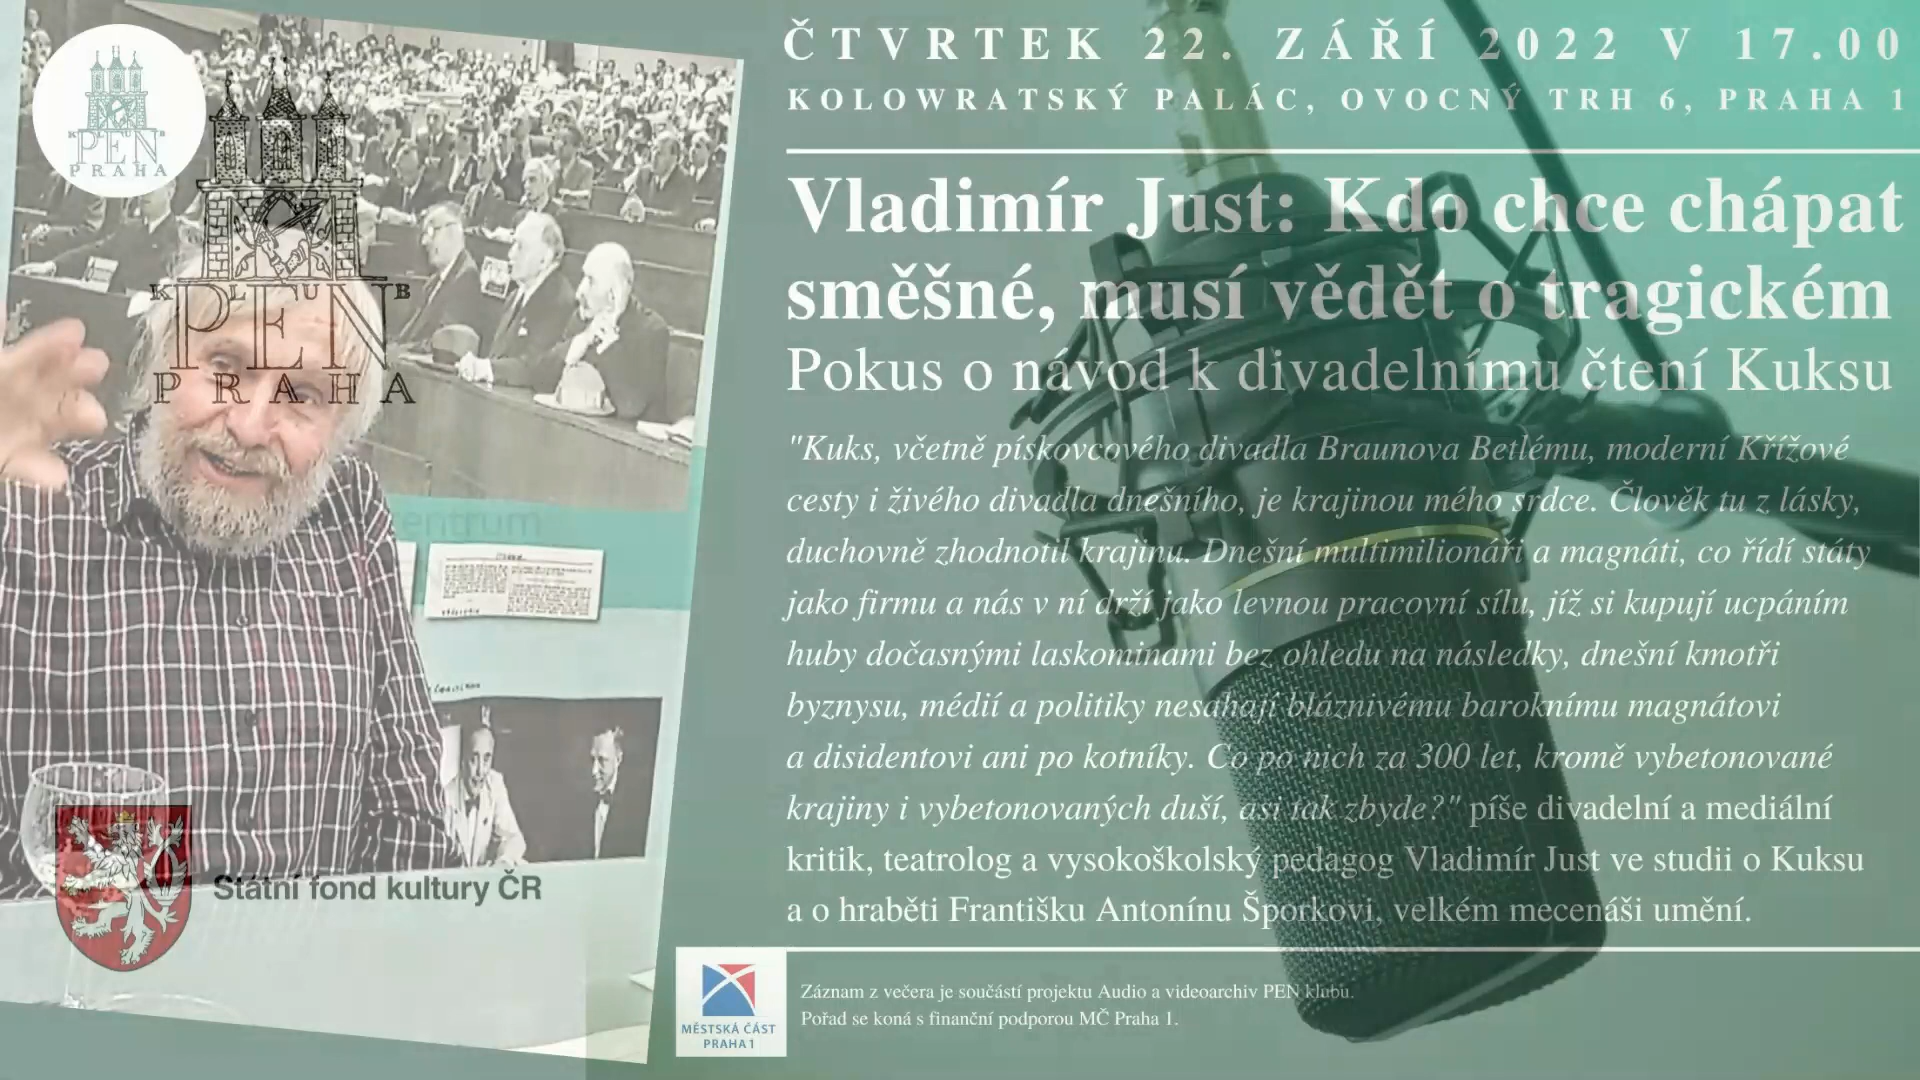 ČTVRTEK 22. ZÁŘÍ 2022 V 17.00
KOLOWRATSKÝ PALÁC, OVOCNÝ TRH 6, PRAHA 1
Vladimír Just: Kdo chce chápat
směšné, musí vědět o tragickém
Pokus o návod k divadelnímu čtení Kuksu
"Kuks, včetně pískovcového divadla Braunova Betlému, moderní Křížové
cesty i živého divadla dnešního, je krajinou mého srdce. Člověk tu z lásky,
duchovně zhodnotil krajinu. Dnešní multimilionáři a magnáti, co řídí státy
jako firmu a nás v ní drží jako levnou pracovní sílu, jíž si kupují ucpáním
huby dočasnými laskominami bez ohledu na následky, dnešní kmotři
byznysu, médií a politiky nesahají bláznivému baroknímu magnátovi
a disidentovi ani po kotníky. Co po nich za 300 let, kromě vybetonované
krajiny i vybetonovaných duší, asi tak zbyde?" píše divadelní a mediální
kritik, teatrolog a vysokoškolský pedagog Vladimír Just ve studii o Kuksu
a o hraběti Františku Antonínu Šporkovi, velkém mecenáši umění.
Záznam z večera je součástí projektu Audio a videoarchiv PEN klubu.
Pořad se koná s finanční podporou MČ Praha 1.
MĚSTSKÁ ČÁST
PRAHA 1
KLUB
PEN
PRAHA
KLUB
PEN
PRAHA
centrum
Státní fond kultury ČR